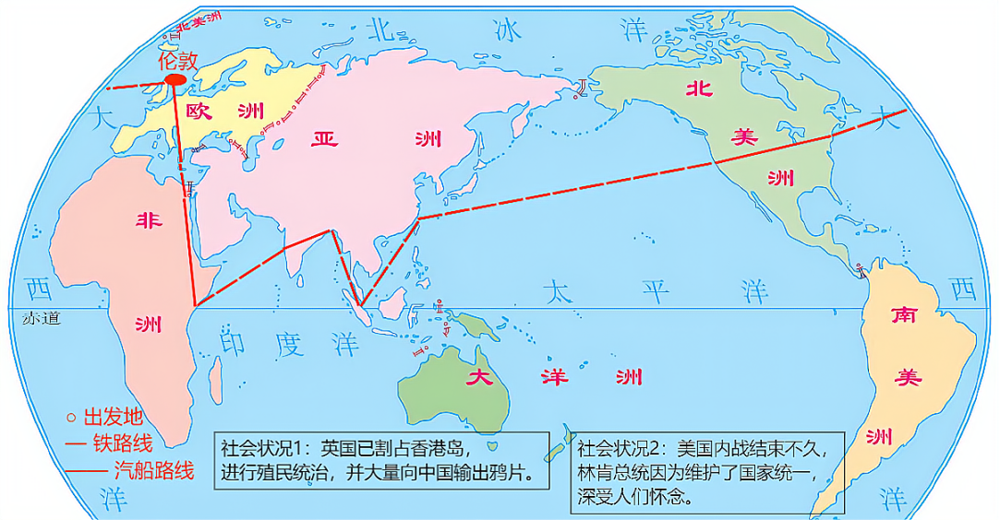 北美洲
北 冰 洋
伦敦
欧 洲
亚 洲
北
美
洲
大
大
非
洲
西
太 平 洋
西
赤道
印 度 洋
南
美
洲
大 洋 洲
出发地
铁路线
汽船路线
社会状况1:英国已割占香港岛,
进行殖民统治,并大量向中国输出鸦片。
社会状况2:美国内战结束不久,
林肯总统因为维护了国家统一,
深受人们怀念。
洋
洋